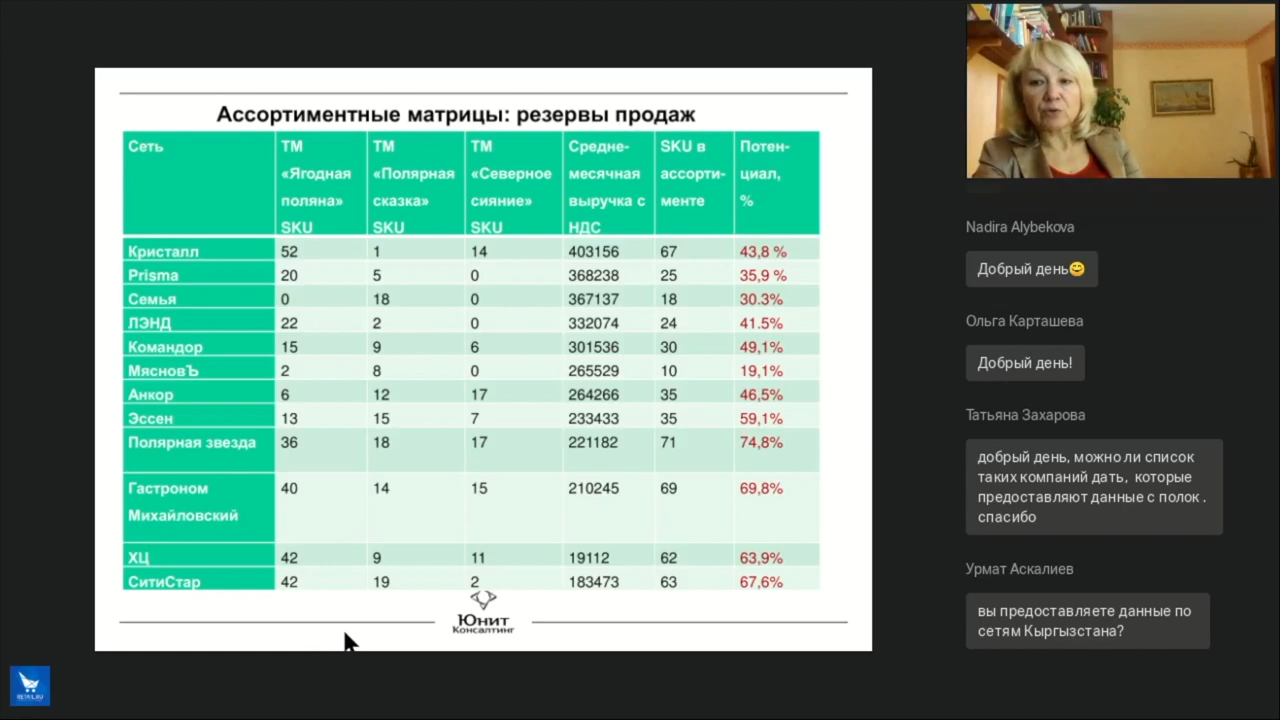 Ассортиментные матрицы: резервы продаж
Сеть ТМ «Ягодная поляна» SKU ТМ «Полярная сказка» SKU ТМ «Северное сияние» SKU Средне-месячная выручка с НДС SKU в ассорти-менте Потен-циал, %
Кристалл 52 1 14 403156 67 43,8 %
Prisma 20 5 0 368238 25 35,9 %
Семья 0 18 0 367137 18 30.3%
ЛЭНД 22 2 0 332074 24 41.5%
Командор 15 9 6 301536 30 49,1%
МясновЪ 2 8 0 265529 10 19,1%
Анкор 6 12 17 264266 35 46,5%
Эссен 13 15 7 233433 35 59,1%
Полярная звезда 36 18 17 221182 71 74,8%
Гастроном Михайловский 40 14 15 210245 69 69,8%
ХЦ 42 9 11 19112 62 63,9%
СитиСтар 42 19 2 183473 63 67,6%
Юнит
Консалтинг
RETAIL.RU
Nadira Alybekova
Добрый день😋
Ольга Карташева
Добрый день!
Татьяна Захарова
добрый день, можно ли список
таких компаний дать, которые
предоставляют данные с полок .
спасибо
Урмат Аскалиев
вы предоставляете данные по
сетям Кыргызстана?